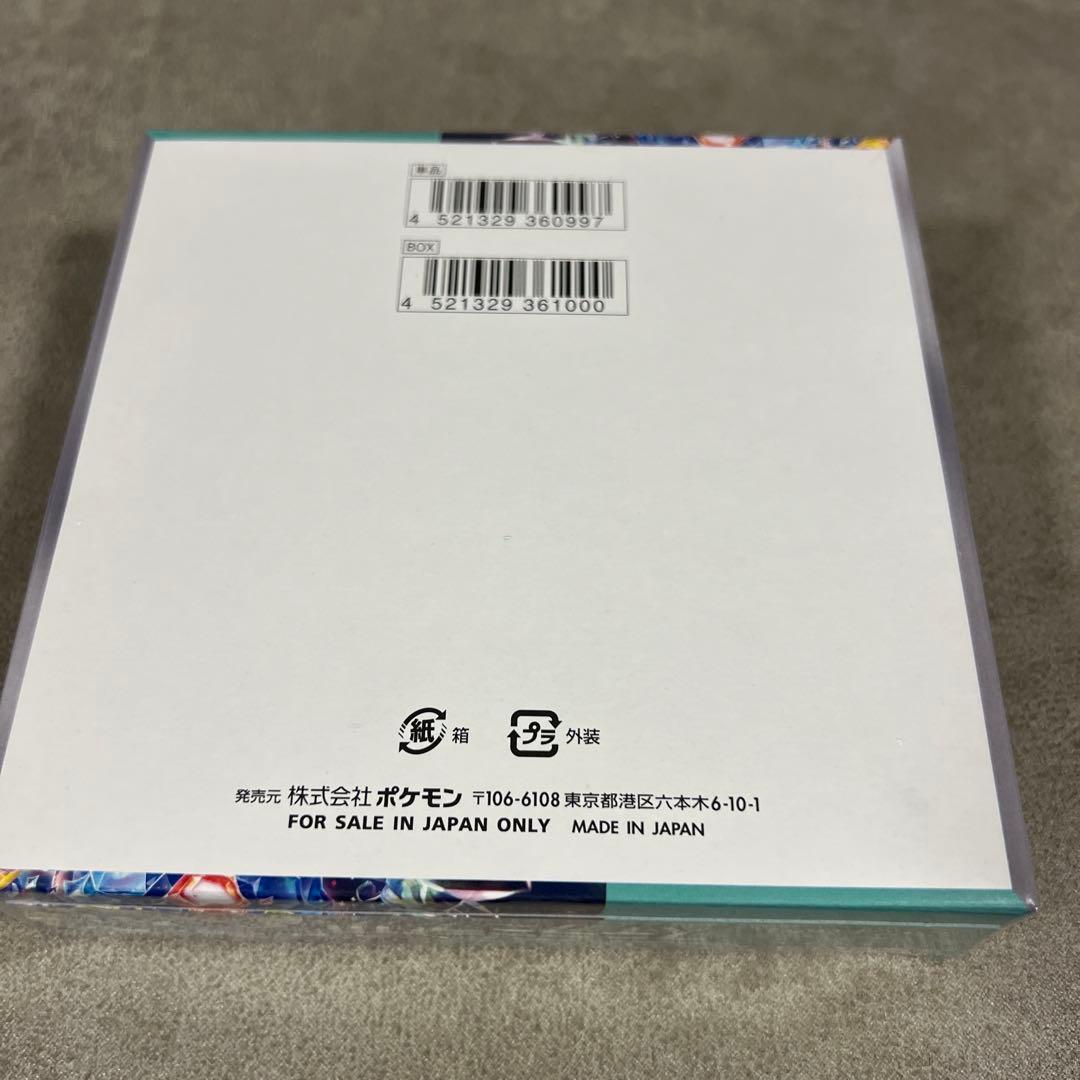 単品
4 521329 360997
BOX
4 521329 361000
紙 箱 プラ 外装
発売元 株式会社ポケモン 〒106-6108 東京都港区六本木6-10-1
FOR SALE IN JAPAN ONLY MADE IN JAPAN